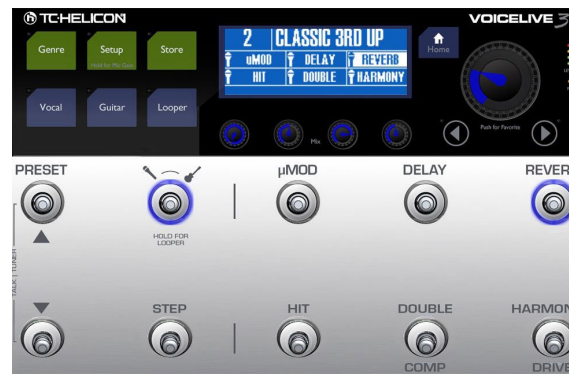 TC·HELICON
VOICELIVE 3
Genre
Setup
Hold for Mic Gain
Store
2 CLASSIC 3RD UP
uMOD DELAY REVERB
HIT DOUBLE HARMONY
Home
Vocal
Guitar
Looper
Mix
Push for Favorite
PRESET
µMOD
DELAY
REVER
HOLD FOR
LOOPER
TALK | TUNER
STEP
HIT
DOUBLE
HARMON
COMP
DRIVE